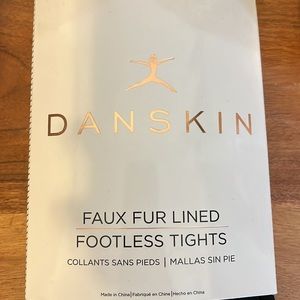 DANSKIN
FAUX FUR LINED
FOOTLESS TIGHTS
COLLANTS SANS PIEDS | MALLAS SIN PIE
Made in China | Fabriqué en Chine | Hecho en China